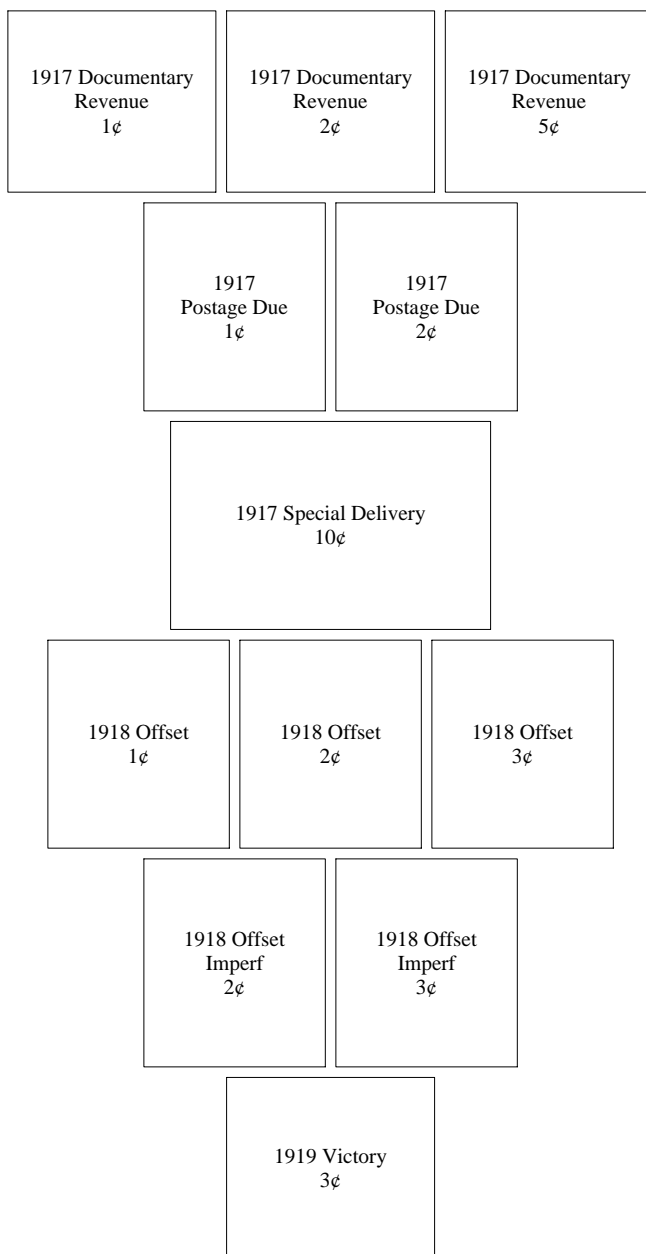 1917 Documentary
Revenue
1¢
1917 Documentary
Revenue
2¢
1917 Documentary
Revenue
5¢
1917
Postage Due
1¢
1917
Postage Due
2¢
1917 Special Delivery
10¢
1918 Offset
1¢
1918 Offset
2¢
1918 Offset
3¢
1918 Offset
Imperf
2¢
1918 Offset
Imperf
3¢
1919 Victory
3¢